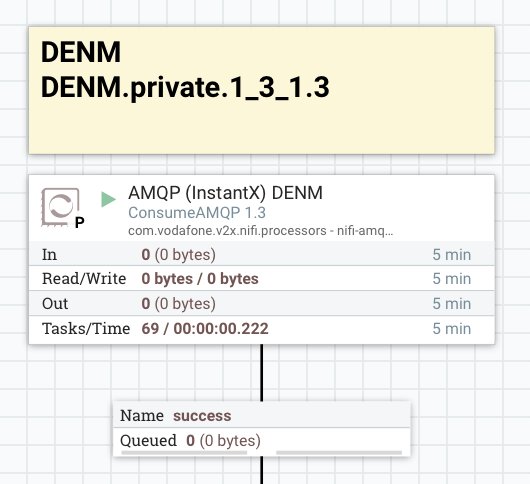 DENM
DENM.private.1_3_1.3
AMQP (InstantX) DENM
ConsumeAMQP 1.3
P
com.vodafone.v2x.nifi.processors - nifi-amq...
In 0 (0 bytes) 5 min
Read/Write 0 bytes / 0 bytes 5 min
Out 0 (0 bytes) 5 min
Tasks/Time 69 / 00:00:00.222 5 min
Name success
Queued 0 (0 bytes)